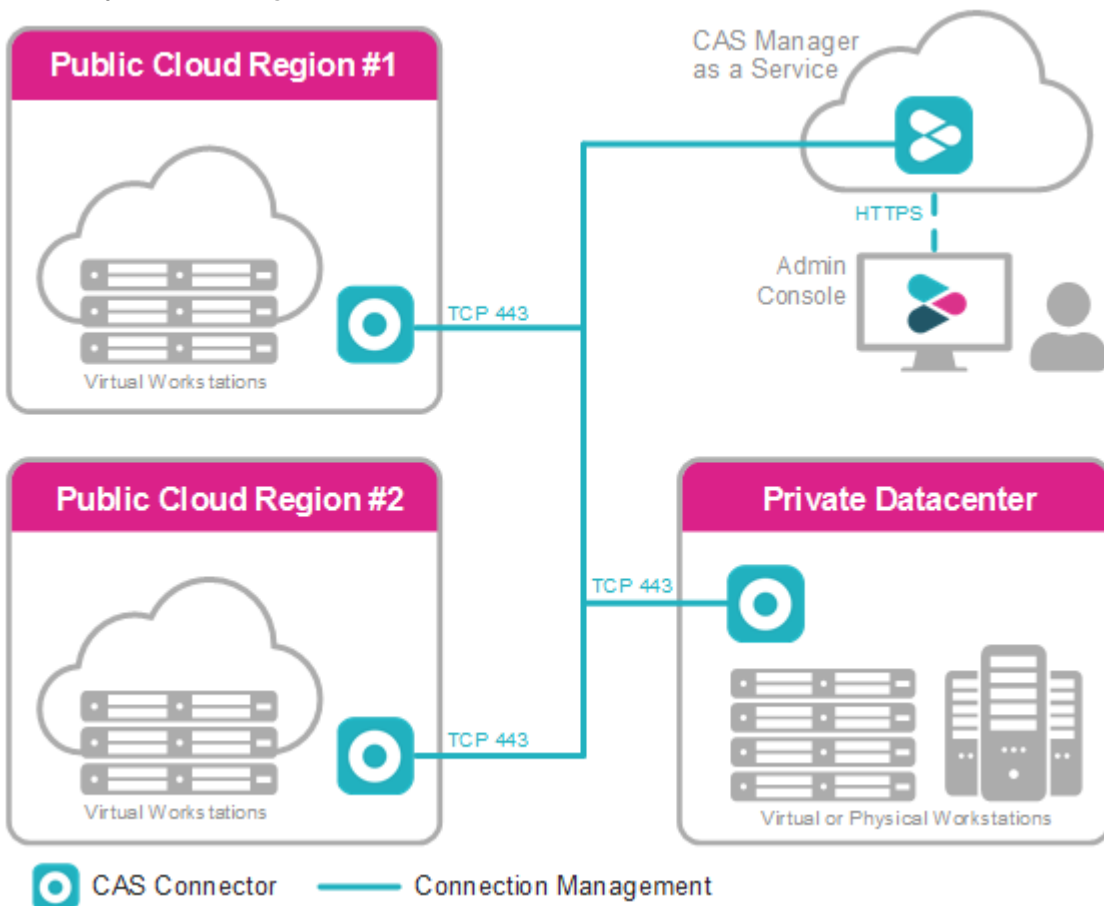 Public Cloud Region #1
CAS Manager
as a Service
HTTPS
Admin
Console
TCP 443
Virtual Workstations
Public Cloud Region #2
Private Datacenter
TCP 443
TCP 443
Virtual Workstations
Virtual or Physical Workstations
CAS Connector
Connection Management